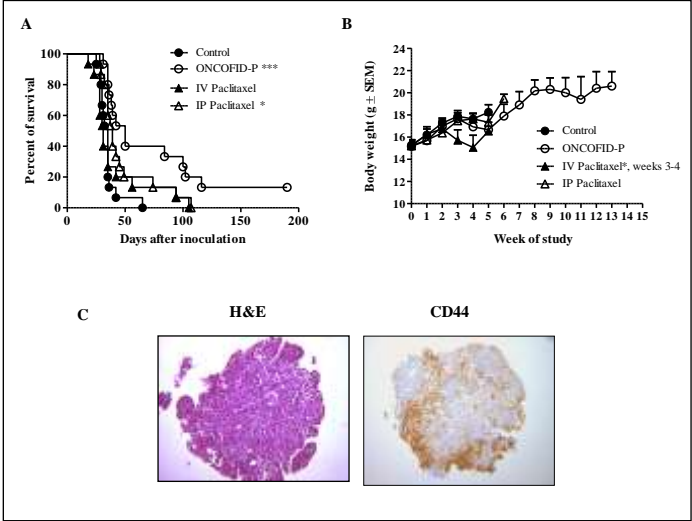 A
Control
ONCOFID-P ***
IV Paclitaxel
IP Paclitaxel *
Percent of survival
100
80
60
40
20
0
0 50 100 150 200
Days after inoculation
B
Body weight (g ± SEM)
24
22
20
18
16
14
12
10
Control
ONCOFID-P
IV Paclitaxel*, weeks 3-4
IP Paclitaxel
0 1 2 3 4 5 6 7 8 9 10 11 12 13 14 15
Week of study
C
H&E
CD44